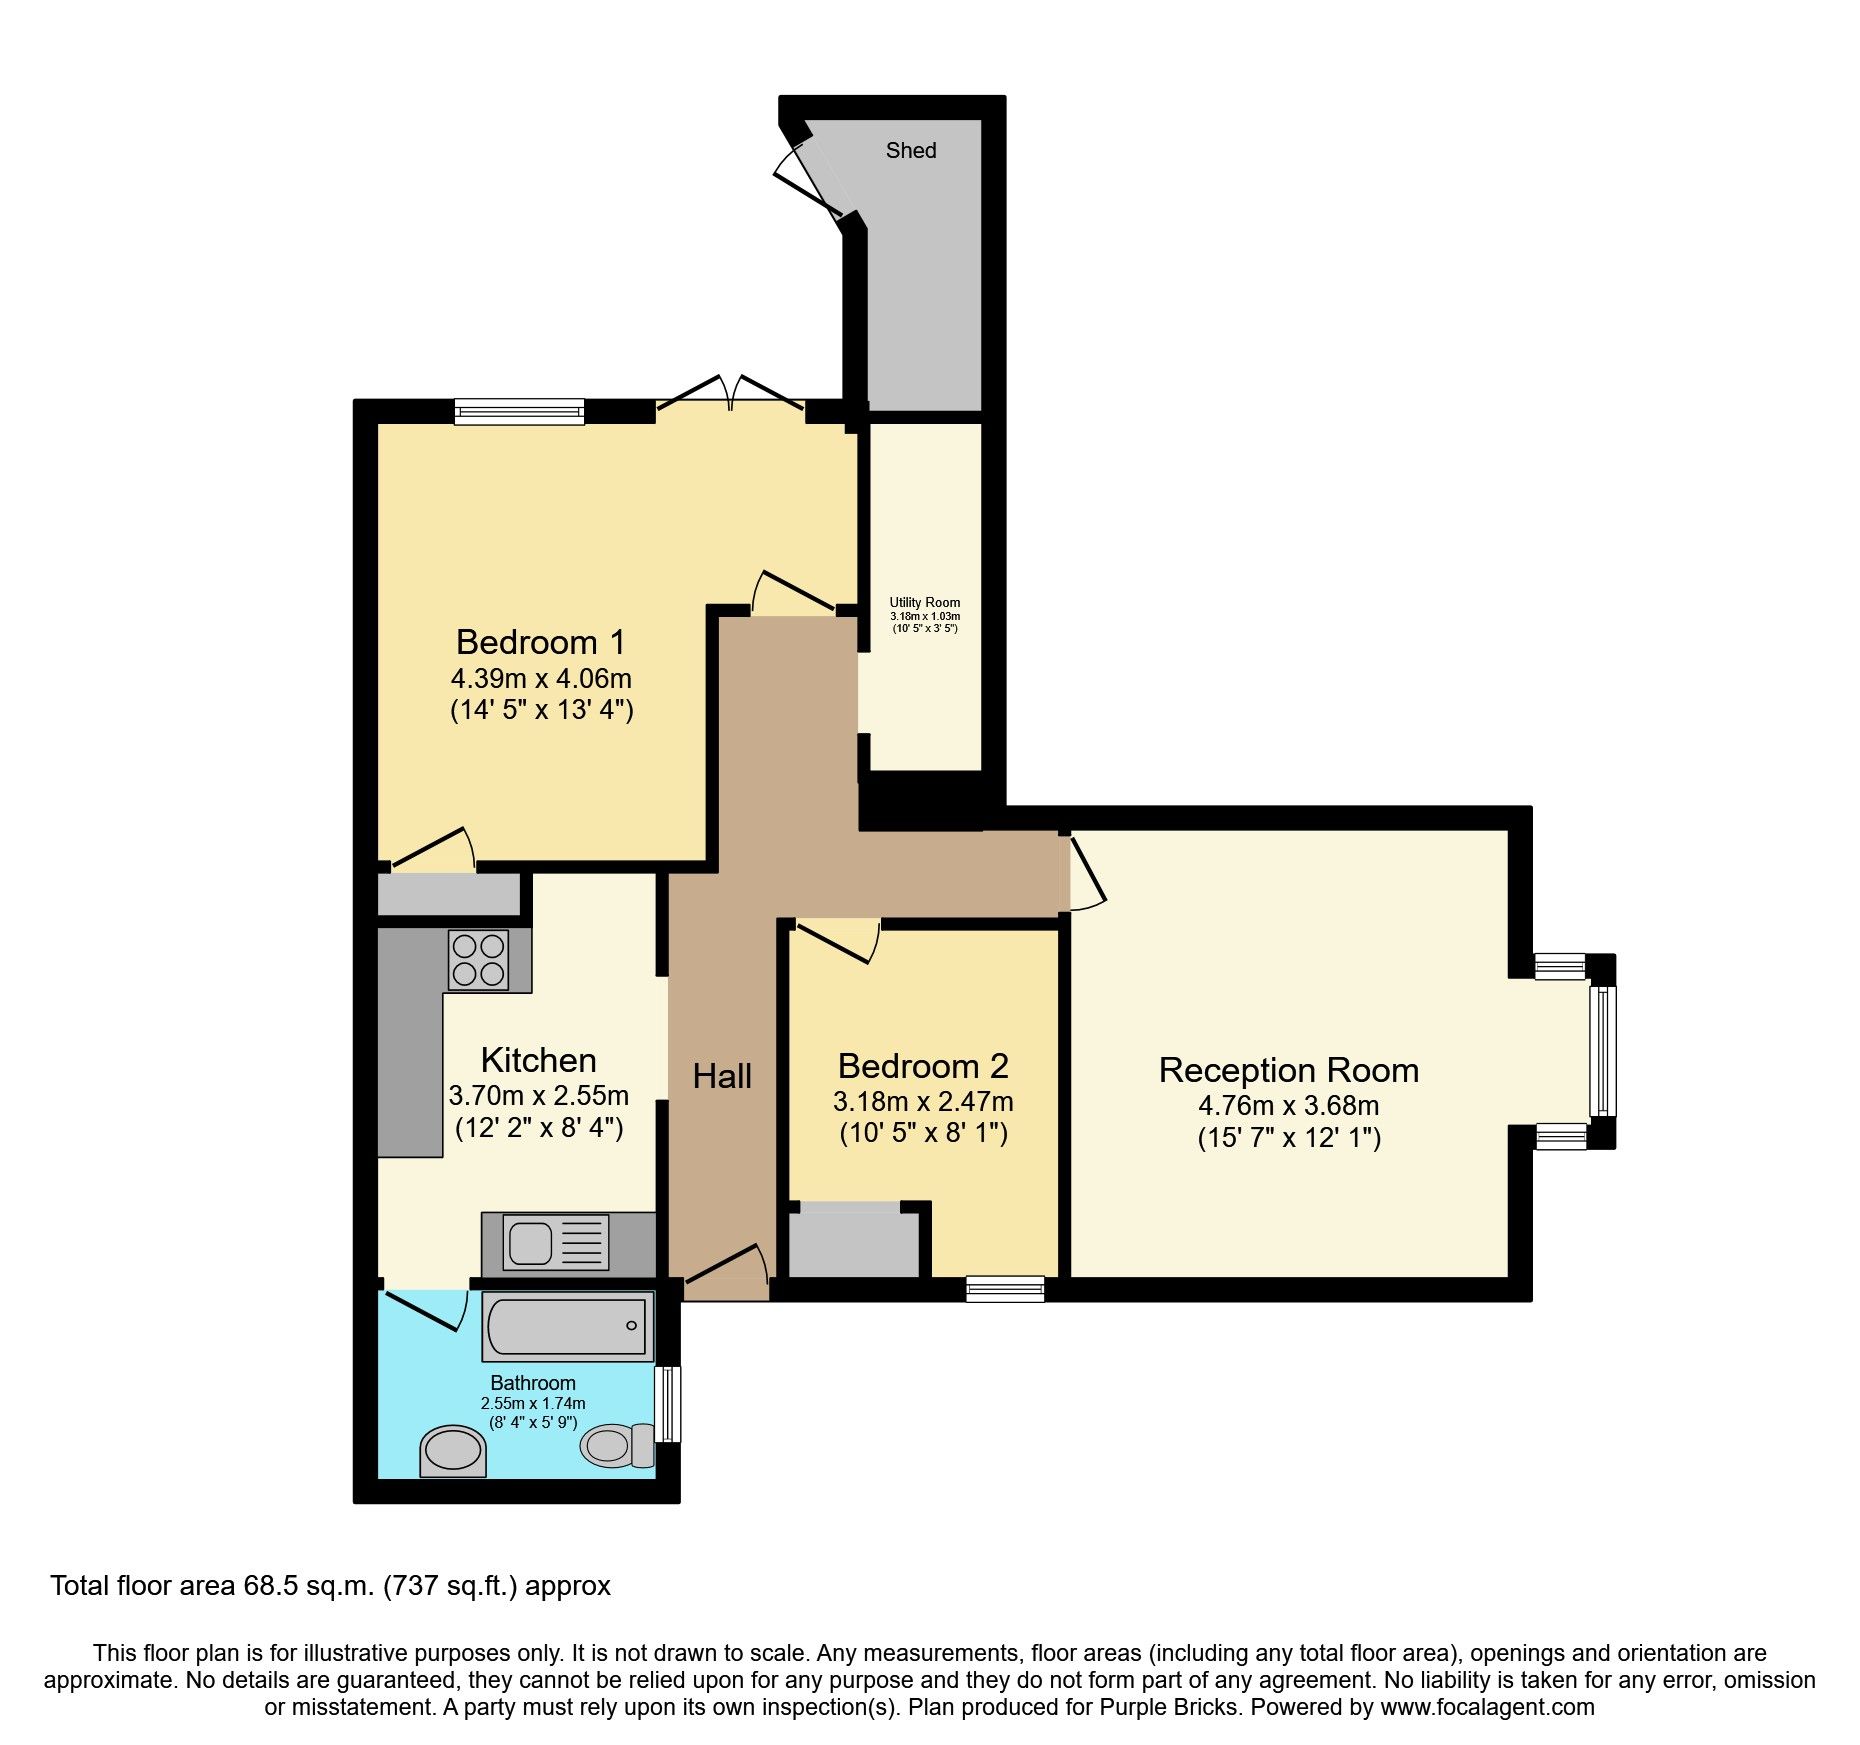 Shed
Utility Room
3.18m x 1.03m
(10' 5" x 3' 5")
Bedroom 1
4.39m x 4.06m
(14' 5" x 13' 4")
Kitchen
3.70m x 2.55m
(12' 2" x 8' 4")
Hall
Bedroom 2
3.18m x 2.47m
(10' 5" x 8' 1")
Reception Room
4.76m x 3.68m
(15' 7" x 12' 1")
Bathroom
2.55m x 1.74m
(8' 4" x 5' 9")
Total floor area 68.5 sq.m. (737 sq.ft.) approx
This floor plan is for illustrative purposes only. It is not drawn to scale. Any measurements, floor areas (including any total floor area), openings and orientation are
approximate. No details are guaranteed, they cannot be relied upon for any purpose and they do not form part of any agreement. No liability is taken for any error, omission
or misstatement. A party must rely upon its own inspection(s). Plan produced for Purple Bricks. Powered by www.focalagent.com